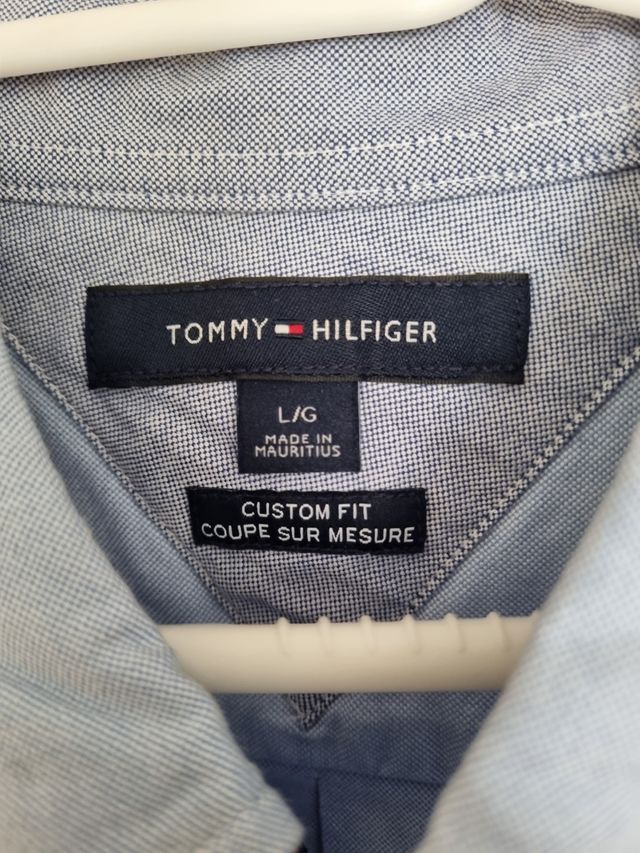 TOMMY HILFIGER
L/G
MADE IN
MAURITIUS
CUSTOM FIT
COUPE SUR MESURE